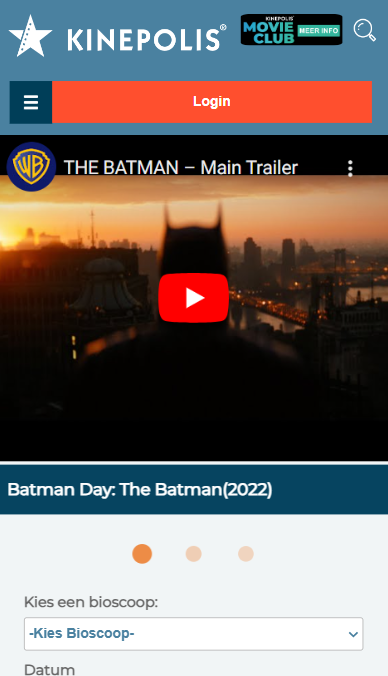 KINEPOLIS®
KINEPOLIS
MOVIE
CLUB
MEER INFO
Login
WB
THE BATMAN – Main Trailer
Batman Day: The Batman(2022)
Kies een bioscoop:
-Kies Bioscoop-
Datum